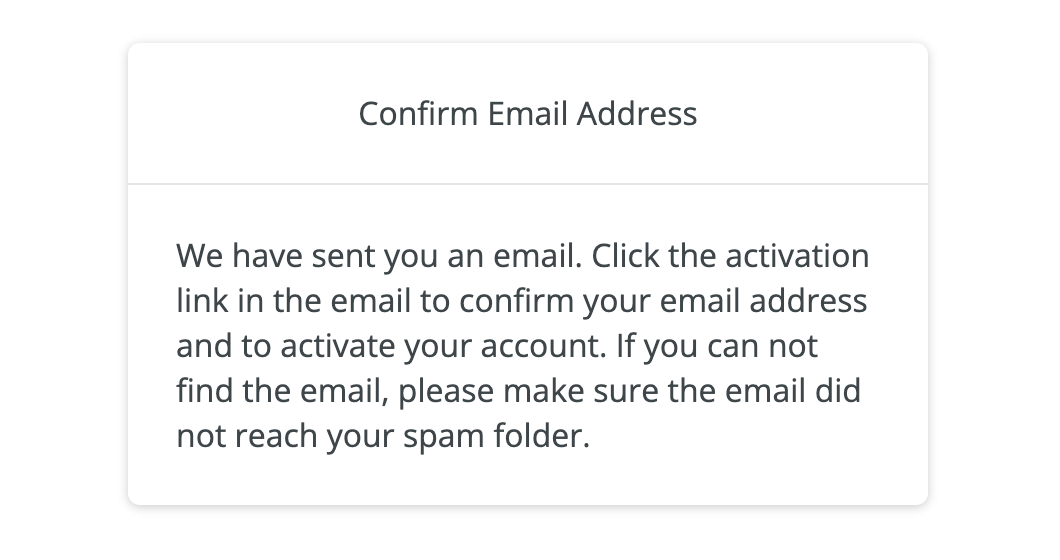 Confirm Email Address
We have sent you an email. Click the activation
link in the email to confirm your email address
and to activate your account. If you can not
find the email, please make sure the email did
not reach your spam folder.